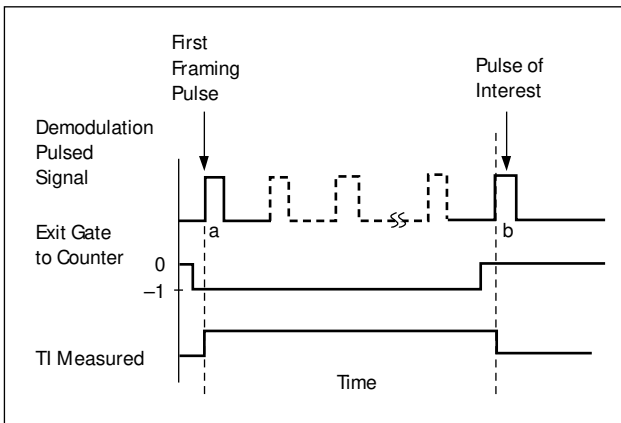 First
Framing
Pulse
Pulse of
Interest
Demodulation
Pulsed
Signal
a
b
Exit Gate
to Counter
0
–1
TI Measured
Time